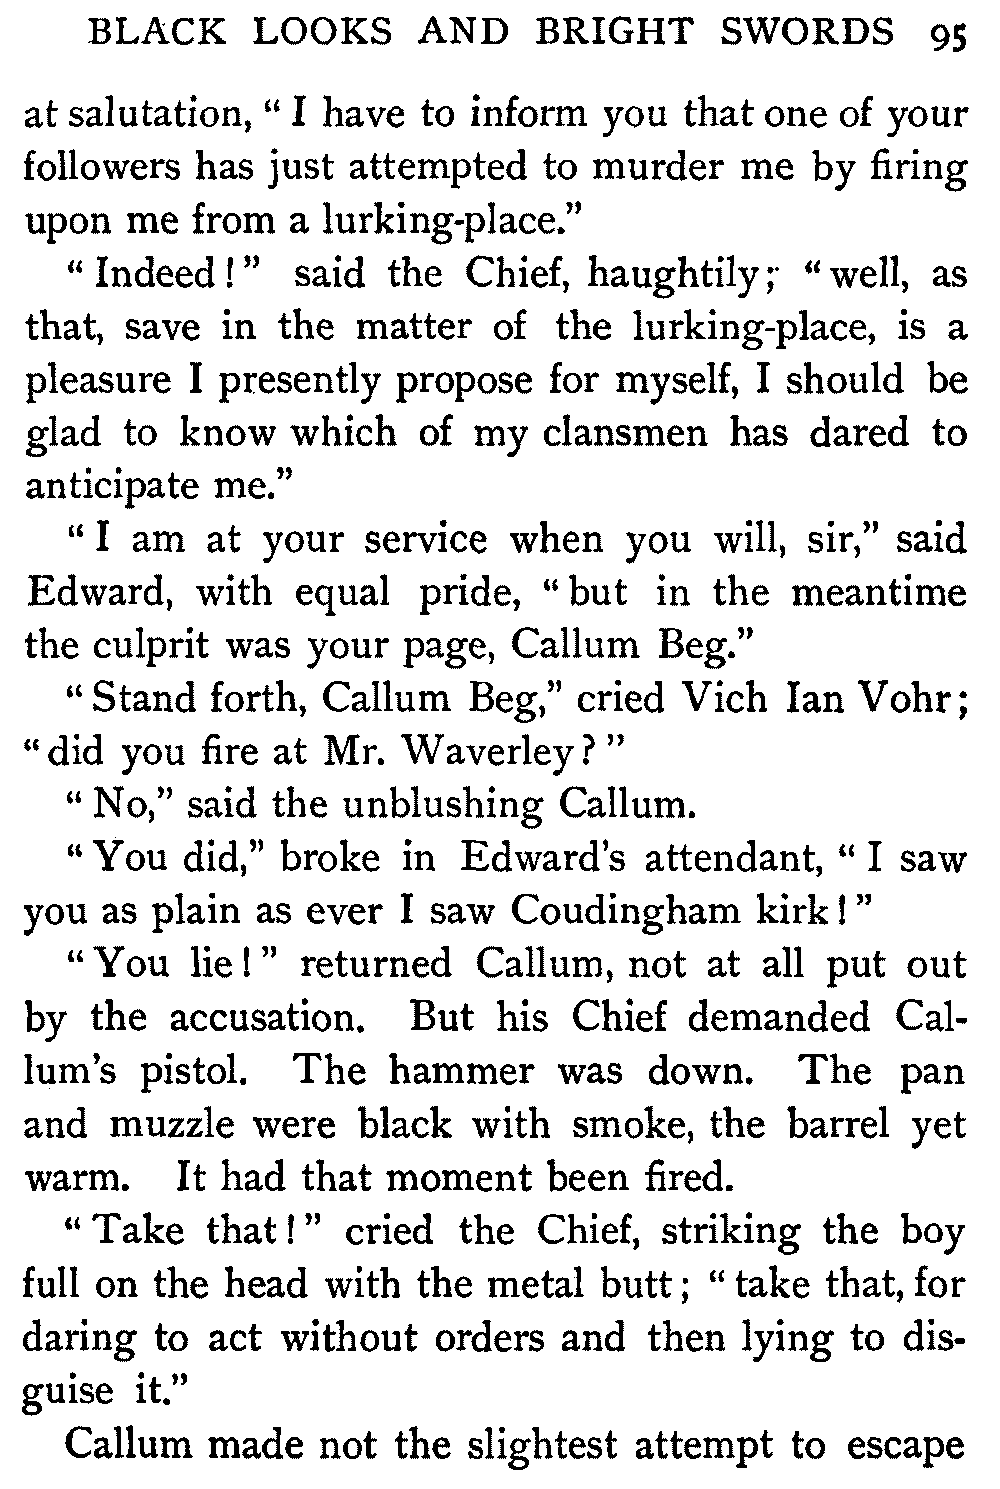 BLACK LOOKS AND BRIGHT SWORDS 95
at salutation, “ I have to inform you that one of your
followers has just attempted to murder me by firing
upon me from a lurking-place.”
“ Indeed ! ” said the Chief, haughtily ; “ well, as
that, save in the matter of the lurking-place, is a
pleasure I presently propose for myself, I should be
glad to know which of my clansmen has dared to
anticipate me.”
“ I am at your service when you will, sir,” said
Edward, with equal pride, “ but in the meantime
the culprit was your page, Callum Beg.”
“ Stand forth, Callum Beg,” cried Vich Ian Vohr ;
“ did you fire at Mr. Waverley ? ”
“ No,” said the unblushing Callum.
“ You did,” broke in Edward’s attendant, “ I saw
you as plain as ever I saw Coudingham kirk ! ”
“ You lie ! ” returned Callum, not at all put out
by the accusation. But his Chief demanded Cal-
lum’s pistol. The hammer was down. The pan
and muzzle were black with smoke, the barrel yet
warm. It had that moment been fired.
“ Take that ! ” cried the Chief, striking the boy
full on the head with the metal butt ; “ take that, for
daring to act without orders and then lying to dis-
guise it.”
Callum made not the slightest attempt to escape